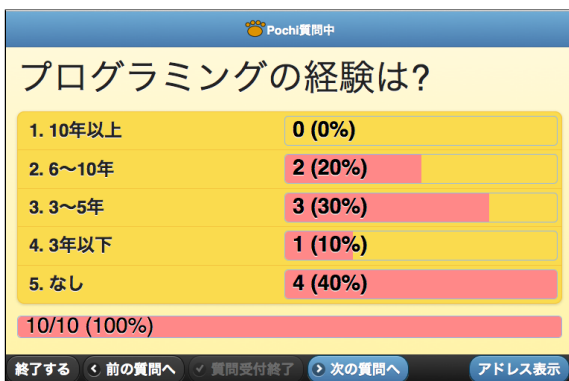 Pochi質問中
プログラミングの経験は?
1. 10年以上 0 (0%)
2. 6〜10年 2 (20%)
3. 3〜5年 3 (30%)
4. 3年以下 1 (10%)
5. なし 4 (40%)
10/10 (100%)
終了する 前の質問へ 質問受付終了 次の質問へ アドレス表示